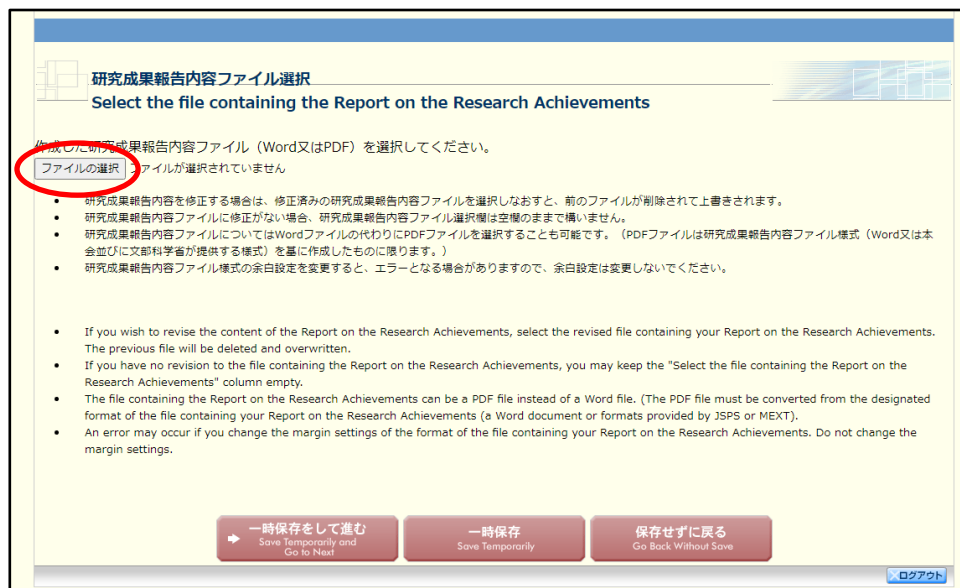 研究成果報告内容ファイル選択
Select the file containing the Report on the Research Achievements
作成した研究成果報告内容ファイル（Word又はPDF）を選択してください。
ファイルの選択 ファイルが選択されていません
• 研究成果報告内容を修正する場合は、修正済みの研究成果報告内容ファイルを選択しなおすと、前のファイルが削除されて上書きされます。
• 研究成果報告内容ファイルに修正がない場合、研究成果報告内容ファイル選択欄は空欄のままで構いません。
• 研究成果報告内容ファイルについてはWordファイルの代わりにPDFファイルを選択することも可能です。（PDFファイルは研究成果報告内容ファイル様式（Word又は本
会並びに文部科学省が提供する様式）を基に作成したものに限ります。）
• 研究成果報告内容ファイル様式の余白設定を変更すると、エラーとなる場合がありますので、余白設定は変更しないでください。
• If you wish to revise the content of the Report on the Research Achievements, select the revised file containing your Report on the Research Achievements.
The previous file will be deleted and overwritten.
• If you have no revision to the file containing the Report on the Research Achievements, you may keep the "Select the file containing the Report on the
Research Achievements" column empty.
• The file containing the Report on the Research Achievements can be a PDF file instead of a Word file. (The PDF file must be converted from the designated
format of the file containing your Report on the Research Achievements (a Word document or formats provided by JSPS or MEXT).
• An error may occur if you change the margin settings of the format of the file containing your Report on the Research Achievements. Do not change the
margin settings.
一時保存をして進む
Save Temporarily and
Go to Next
一時保存
Save Temporarily
保存せずに戻る
Go Back Without Save
ログアウト